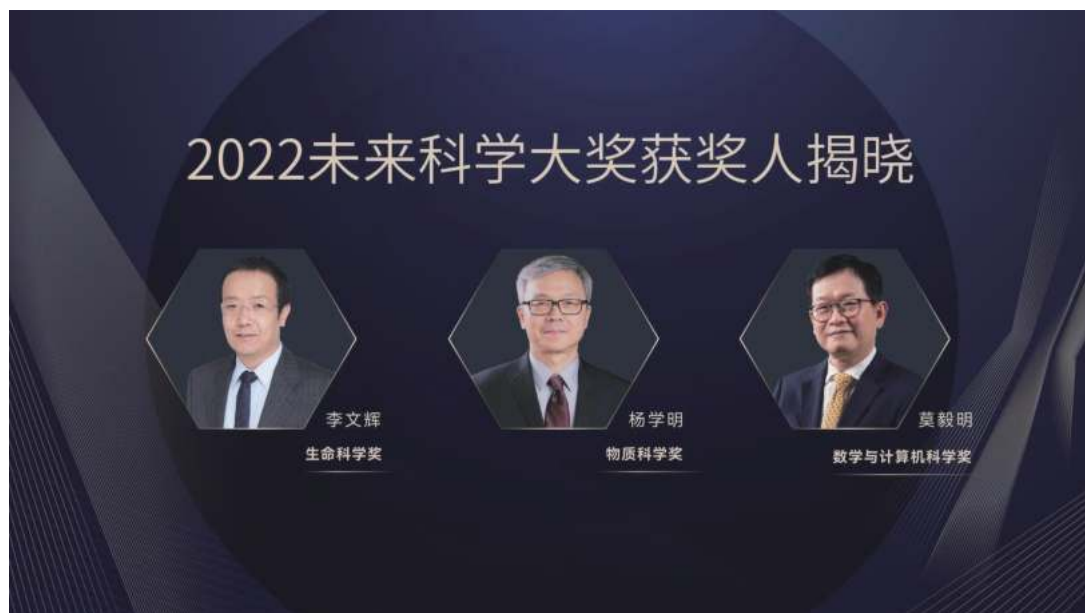 2022未来科学大奖获奖人揭晓
李文辉
生命科学奖
杨学明
物质科学奖
莫毅明
数学与计算机科学奖